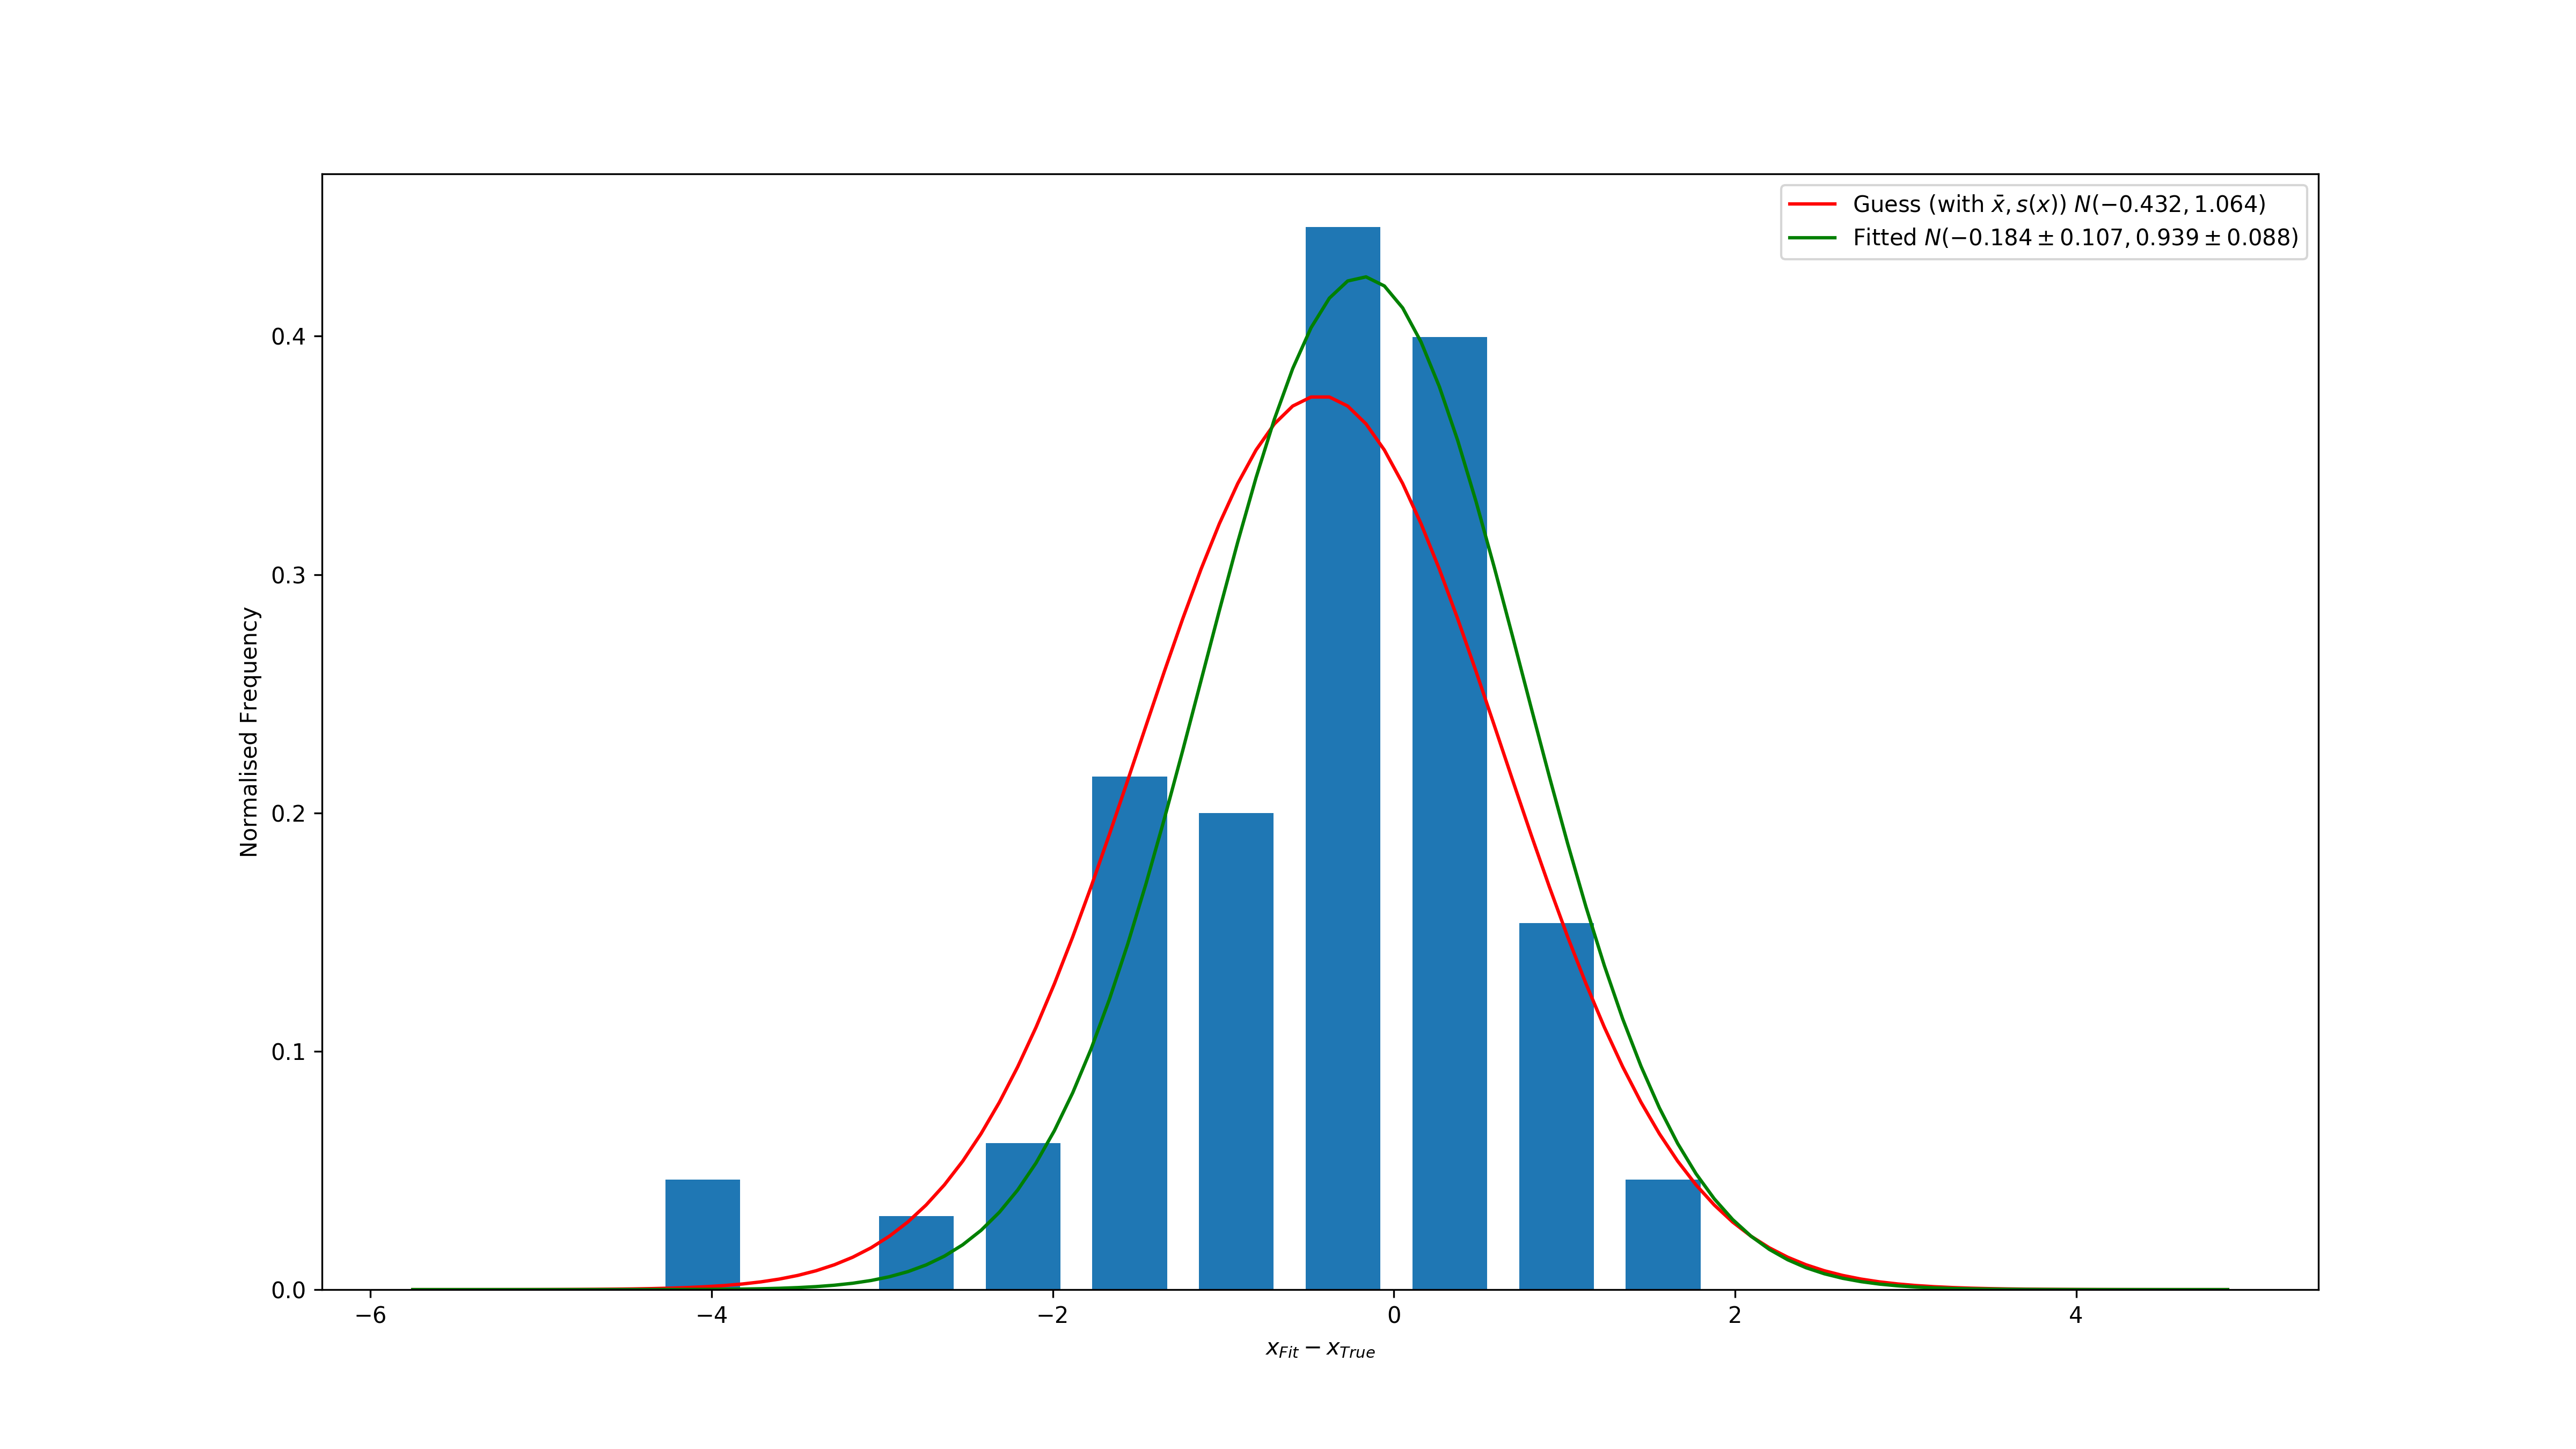 Guess (with x̄, s(x)) N(−0.432, 1.064)
Fitted N(−0.184 ± 0.107, 0.939 ± 0.088)
Normalised Frequency
0.4
0.3
0.2
0.1
0.0
−6 −4 −2 0 2 4
x_Fit − x_True